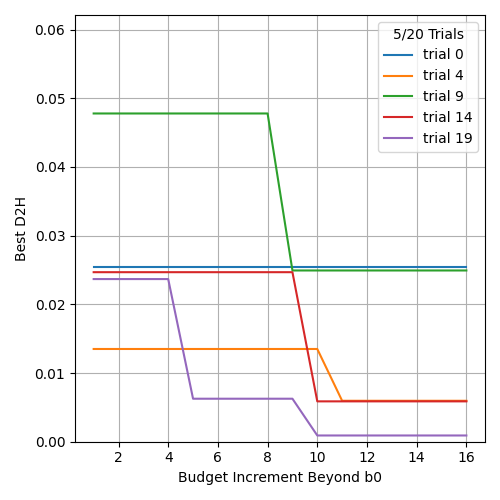 5/20 Trials
trial 0
trial 4
trial 9
trial 14
trial 19
0.06
0.05
0.04
0.03
0.02
0.01
0.00
Best D2H
2 4 6 8 10 12 14 16
Budget Increment Beyond b0